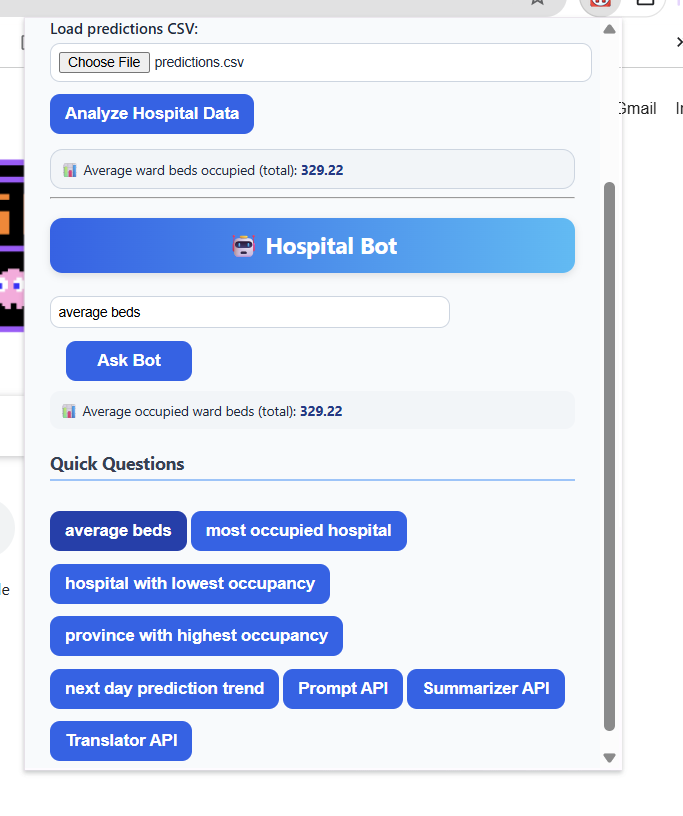 Load predictions CSV:
Choose File predictions.csv
Analyze Hospital Data
Average ward beds occupied (total): 329.22
Gmail
Hospital Bot
average beds
Ask Bot
Average occupied ward beds (total): 329.22
Quick Questions
average beds most occupied hospital
hospital with lowest occupancy
province with highest occupancy
next day prediction trend Prompt API Summarizer API
Translator API